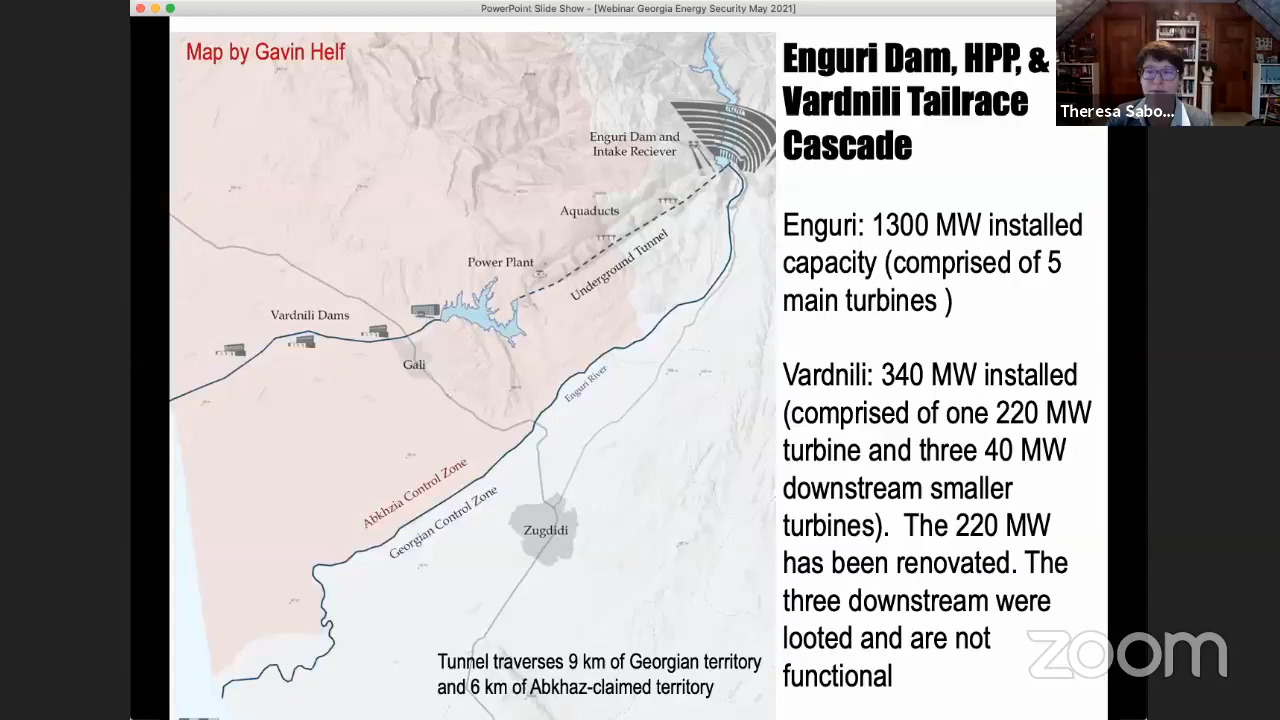 PowerPoint Slide Show - [Webinar Georgia Energy Security May 2021]
Map by Gavin Helf
Enguri Dam, HPP, &
Vardnili Tailrace
Cascade
Theresa Sabo...
Enguri Dam and
Intake Reciever
Aquaducts
Underground Tunnel
Power Plant
Vardnili Dams
Gali
Enguri River
Abkhzia Control Zone
Georgian Control Zone
Zugdidi
Tunnel traverses 9 km of Georgian territory
and 6 km of Abkhaz-claimed territory
Enguri: 1300 MW installed
capacity (comprised of 5
main turbines )
Vardnili: 340 MW installed
(comprised of one 220 MW
turbine and three 40 MW
downstream smaller
turbines). The 220 MW
has been renovated. The
three downstream were
looted and are not
functional
zoom